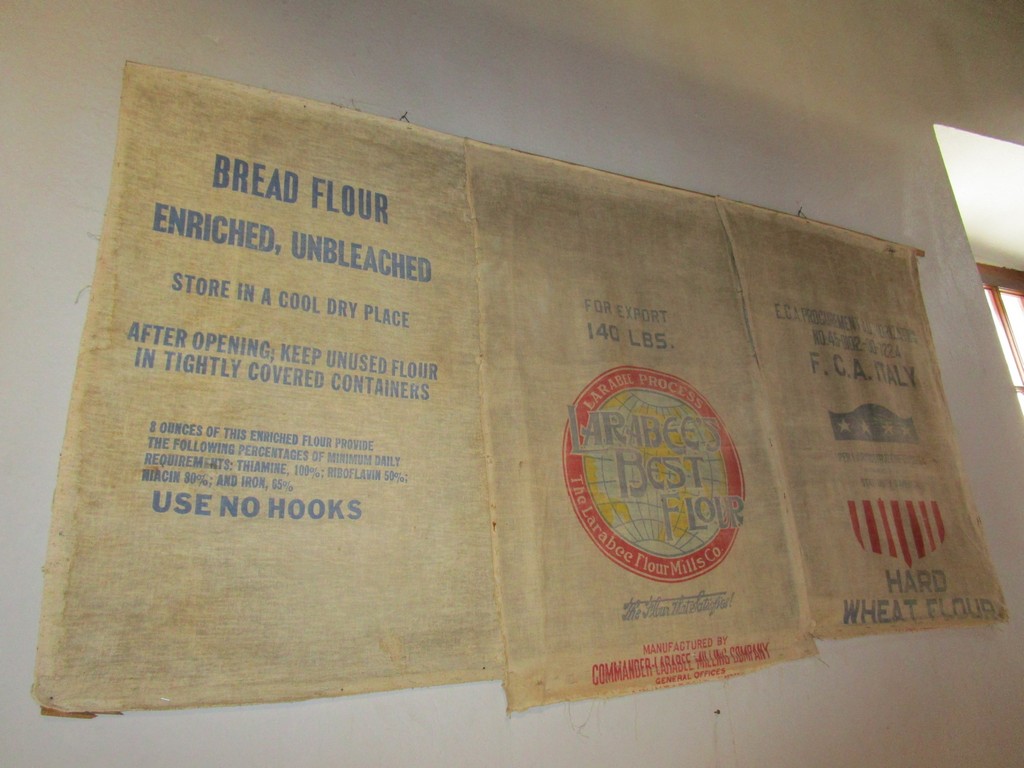 BREAD FLOUR
ENRICHED, UNBLEACHED
STORE IN A COOL DRY PLACE
AFTER OPENING; KEEP UNUSED FLOUR
IN TIGHTLY COVERED CONTAINERS
8 OUNCES OF THIS ENRICHED FLOUR PROVIDE
THE FOLLOWING PERCENTAGES OF MINIMUM DAILY
REQUIREMENTS: THIAMINE, 100%; RIBOFLAVIN 50%;
NIACIN 80%; AND IRON, 65%
USE NO HOOKS
FOR EXPORT
140 LBS.
LARABEE PROCESS
LARABEE'S
BEST
FLOUR
The Larabee Flour Mills Co
MANUFACTURED BY
COMMANDER-LARABEE MILLING COMPANY
GENERAL OFFICES
E.C.A. PROCUREMENT
F.C.A. ITALY
HARD
WHEAT FLOUR